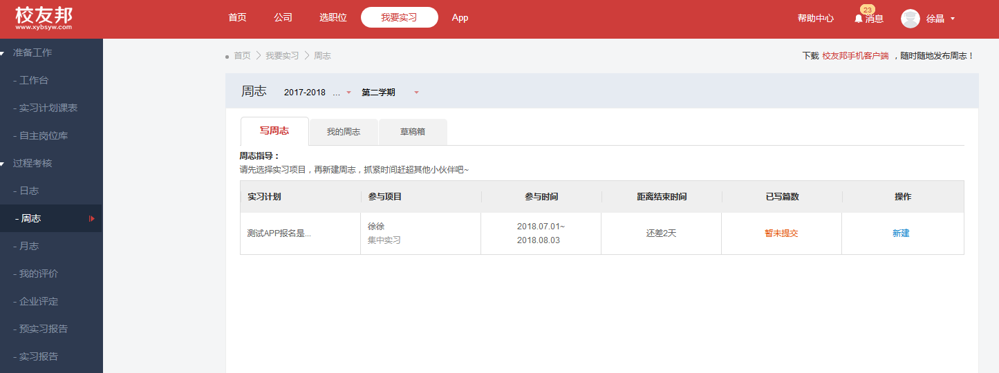 校友邦
www.xybsyw.com
首页 公司 选职位 我要实习 App
帮助中心 23 消息 徐晶
准备工作
- 工作台
- 实习计划课表
- 自主岗位库
过程考核
- 日志
- 周志
- 月志
- 我的评价
- 企业评定
- 预实习报告
- 实习报告
首页 > 我要实习 > 周志
下载 校友邦手机客户端 ，随时随地发布周志！
周志 2017-2018 ... 第二学期
写周志 我的周志 草稿箱
周志指导：
请先选择实习项目，再新建周志，抓紧时间赶超其他小伙伴吧~
实习计划 参与项目 参与时间 距离结束时间 已写篇数 操作
测试APP报名是... 徐徐 2018.07.01~ 还差2天 暂未提交 新建
集中实习 2018.08.03